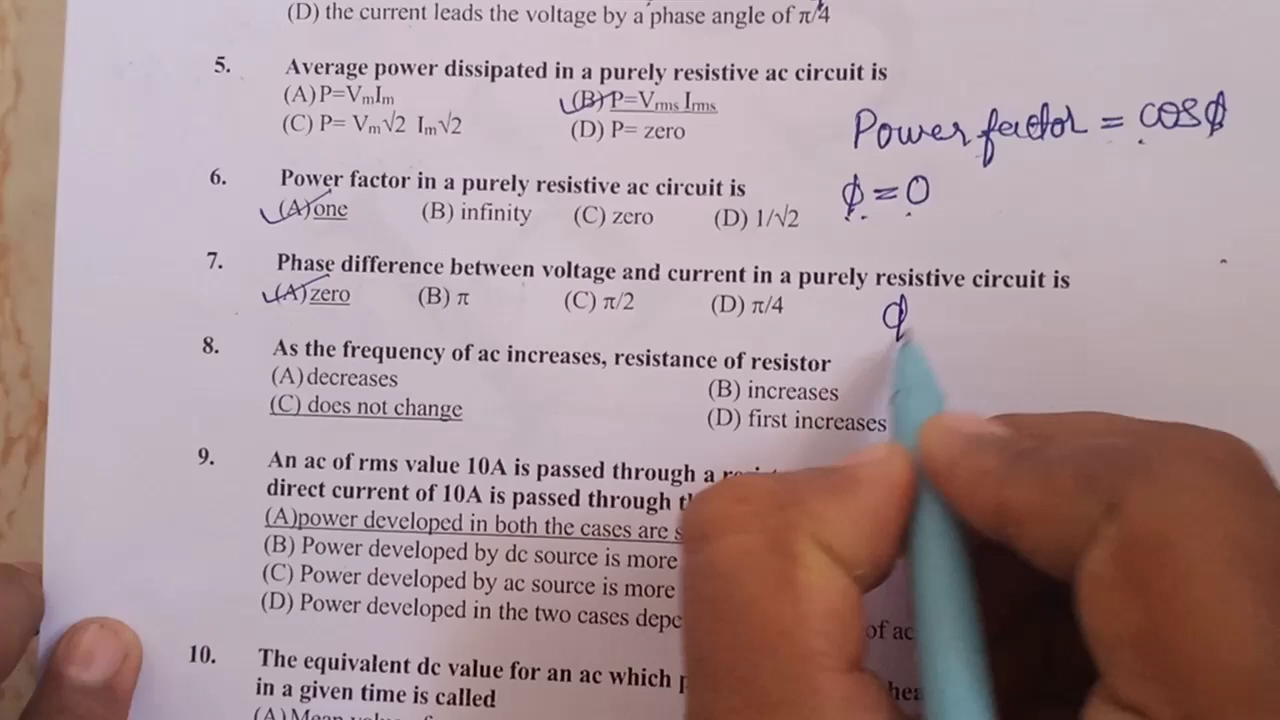 (D) the current leads the voltage by a phase angle of π/4
5. Average power dissipated in a purely resistive ac circuit is
(A) P=VmIm (B) P=Vrms Irms
(C) P= Vm√2 Im√2 (D) P= zero
Power factor = cosϕ
6. Power factor in a purely resistive ac circuit is
ϕ = 0
(A) one (B) infinity (C) zero (D) 1/√2
7. Phase difference between voltage and current in a purely resistive circuit is
(A) zero (B) π (C) π/2 (D) π/4
ϕ
8. As the frequency of ac increases, resistance of resistor
(A) decreases (B) increases
(C) does not change (D) first increases
9. An ac of rms value 10A is passed through a
direct current of 10A is passed through
(A)power developed in both the cases are
(B) Power developed by dc source is more
(C) Power developed by ac source is more
(D) Power developed in the two cases of ac
10. The equivalent dc value for an ac which
in a given time is called